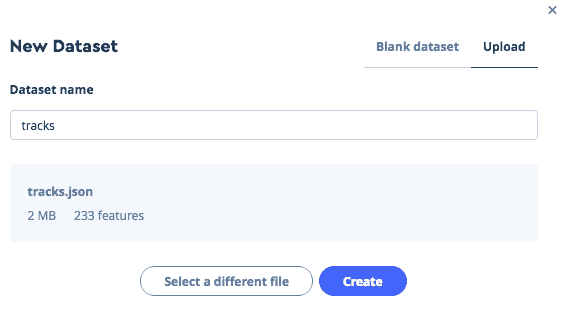 New Dataset
Blank dataset
Upload
Dataset name
tracks
tracks.json
2 MB 233 features
Select a different file
Create